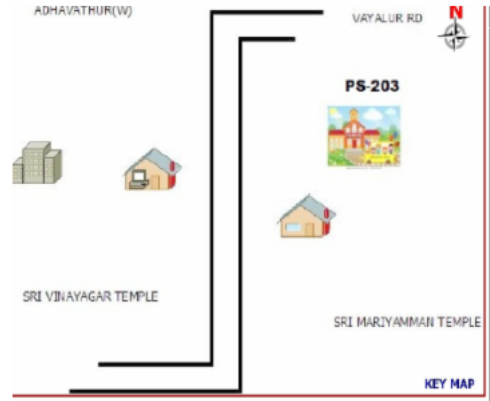 ADHAVATHUR(W)
VAYALUR RD
N
PS-203
SRI VINAYAGAR TEMPLE
SRI MARIYAMMAN TEMPLE
KEY MAP